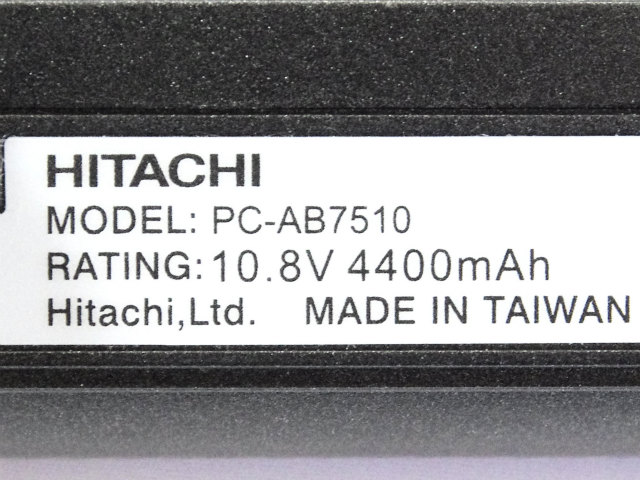 HITACHI
MODEL: PC-AB7510
RATING: 10.8V 4400mAh
Hitachi,Ltd. MADE IN TAIWAN